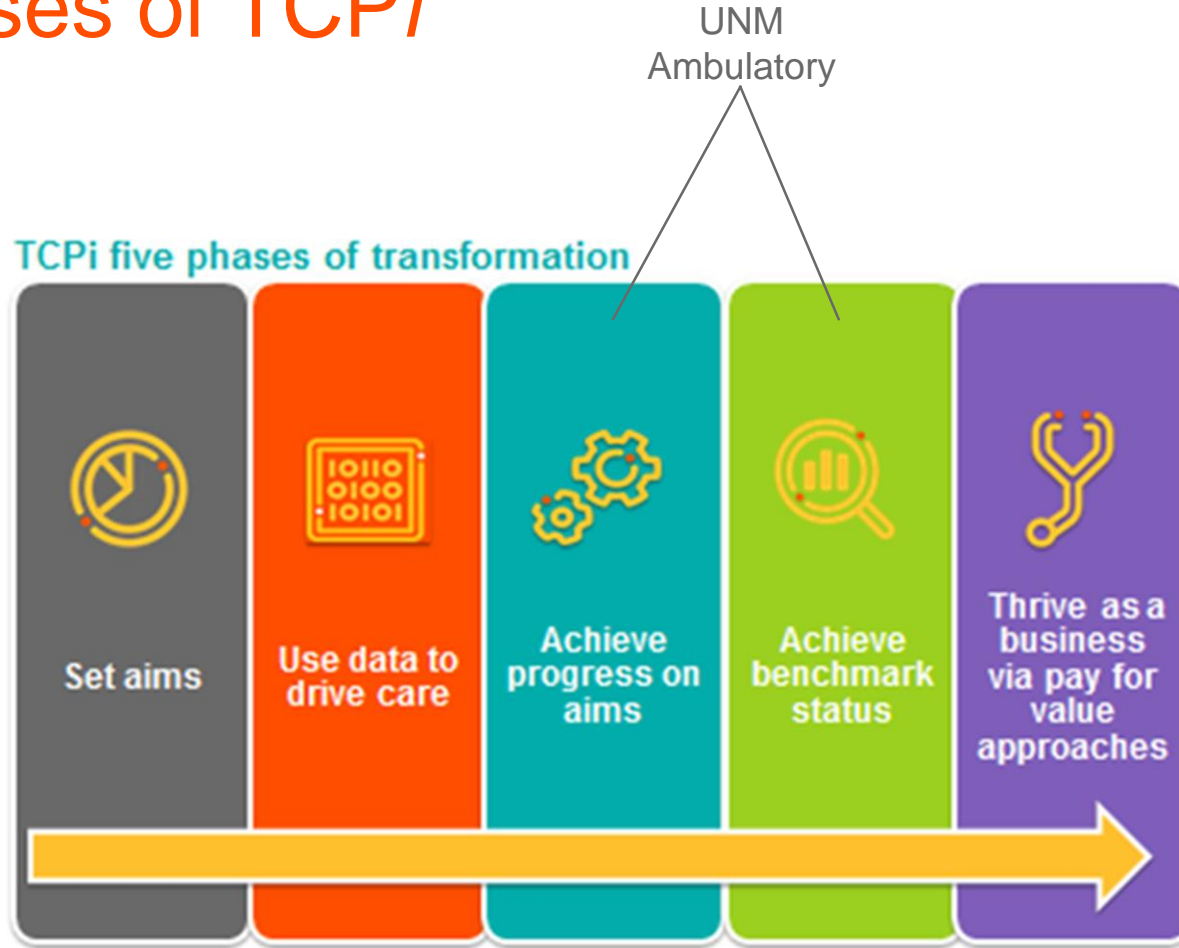 ses of TCPI
UNM
Ambulatory
TCPi five phases of transformation
Set aims
Use data to
drive care
10110
0100
10101
Achieve
progress on
aims
Achieve
benchmark
status
Thrive as a
business
via pay for
value
approaches